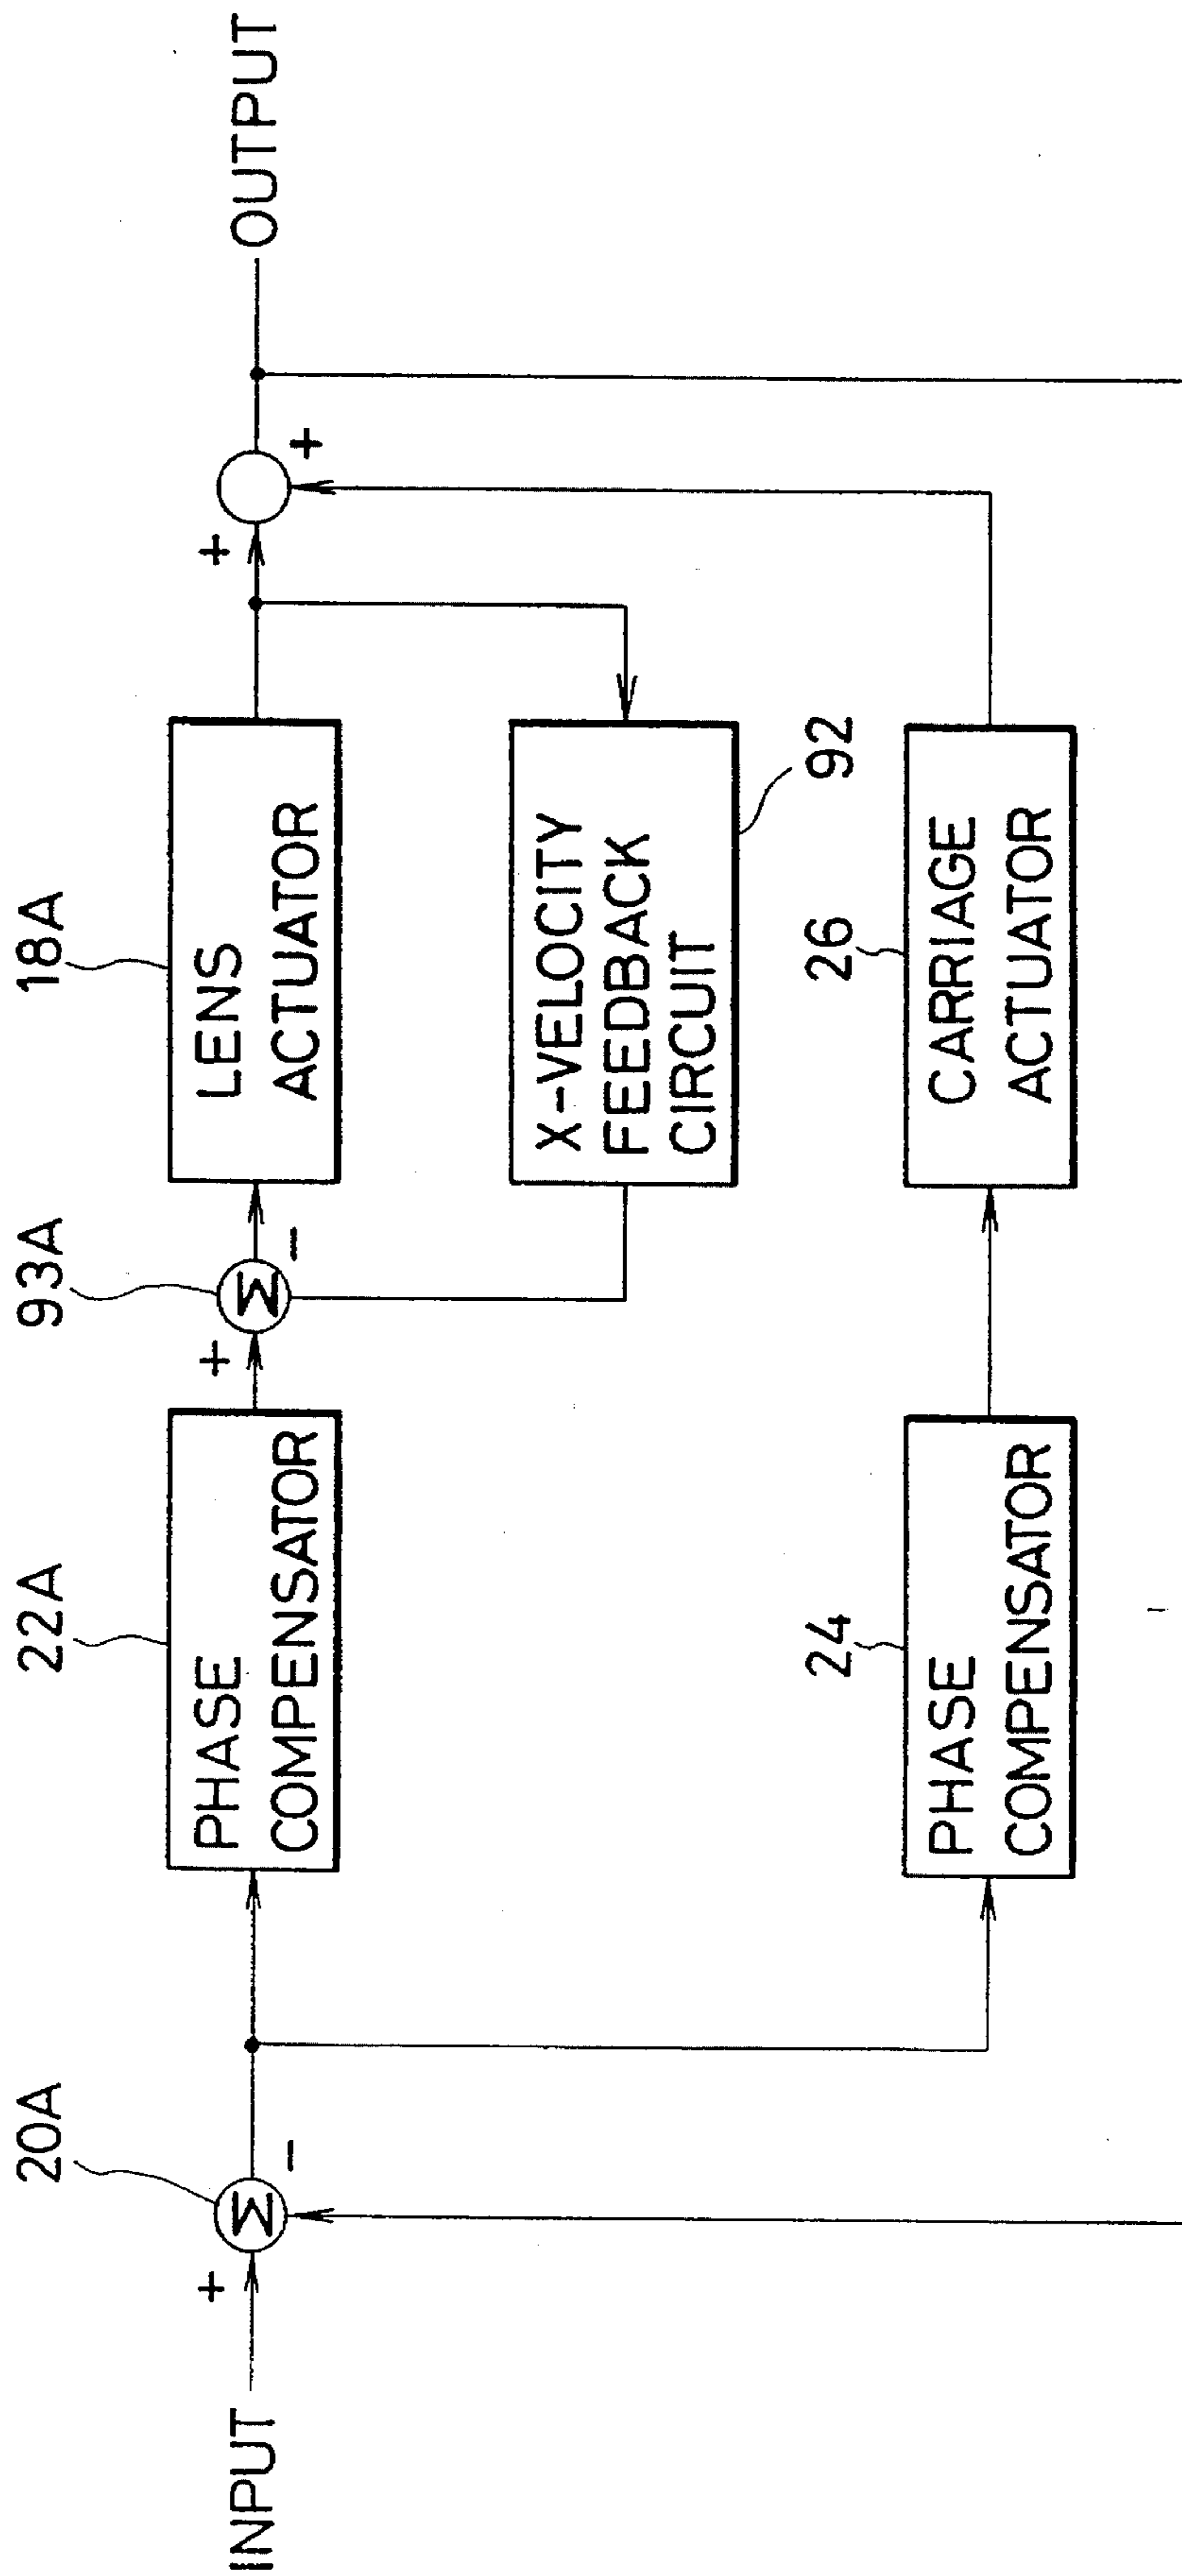 20A
22A
93A
18A
INPUT
+
Σ
-
PHASE
COMPENSATOR
+
Σ
-
LENS
ACTUATOR
+
+
OUTPUT
X-VELOCITY
FEEDBACK
CIRCUIT
92
24
PHASE
COMPENSATOR
26
CARRIAGE
ACTUATOR